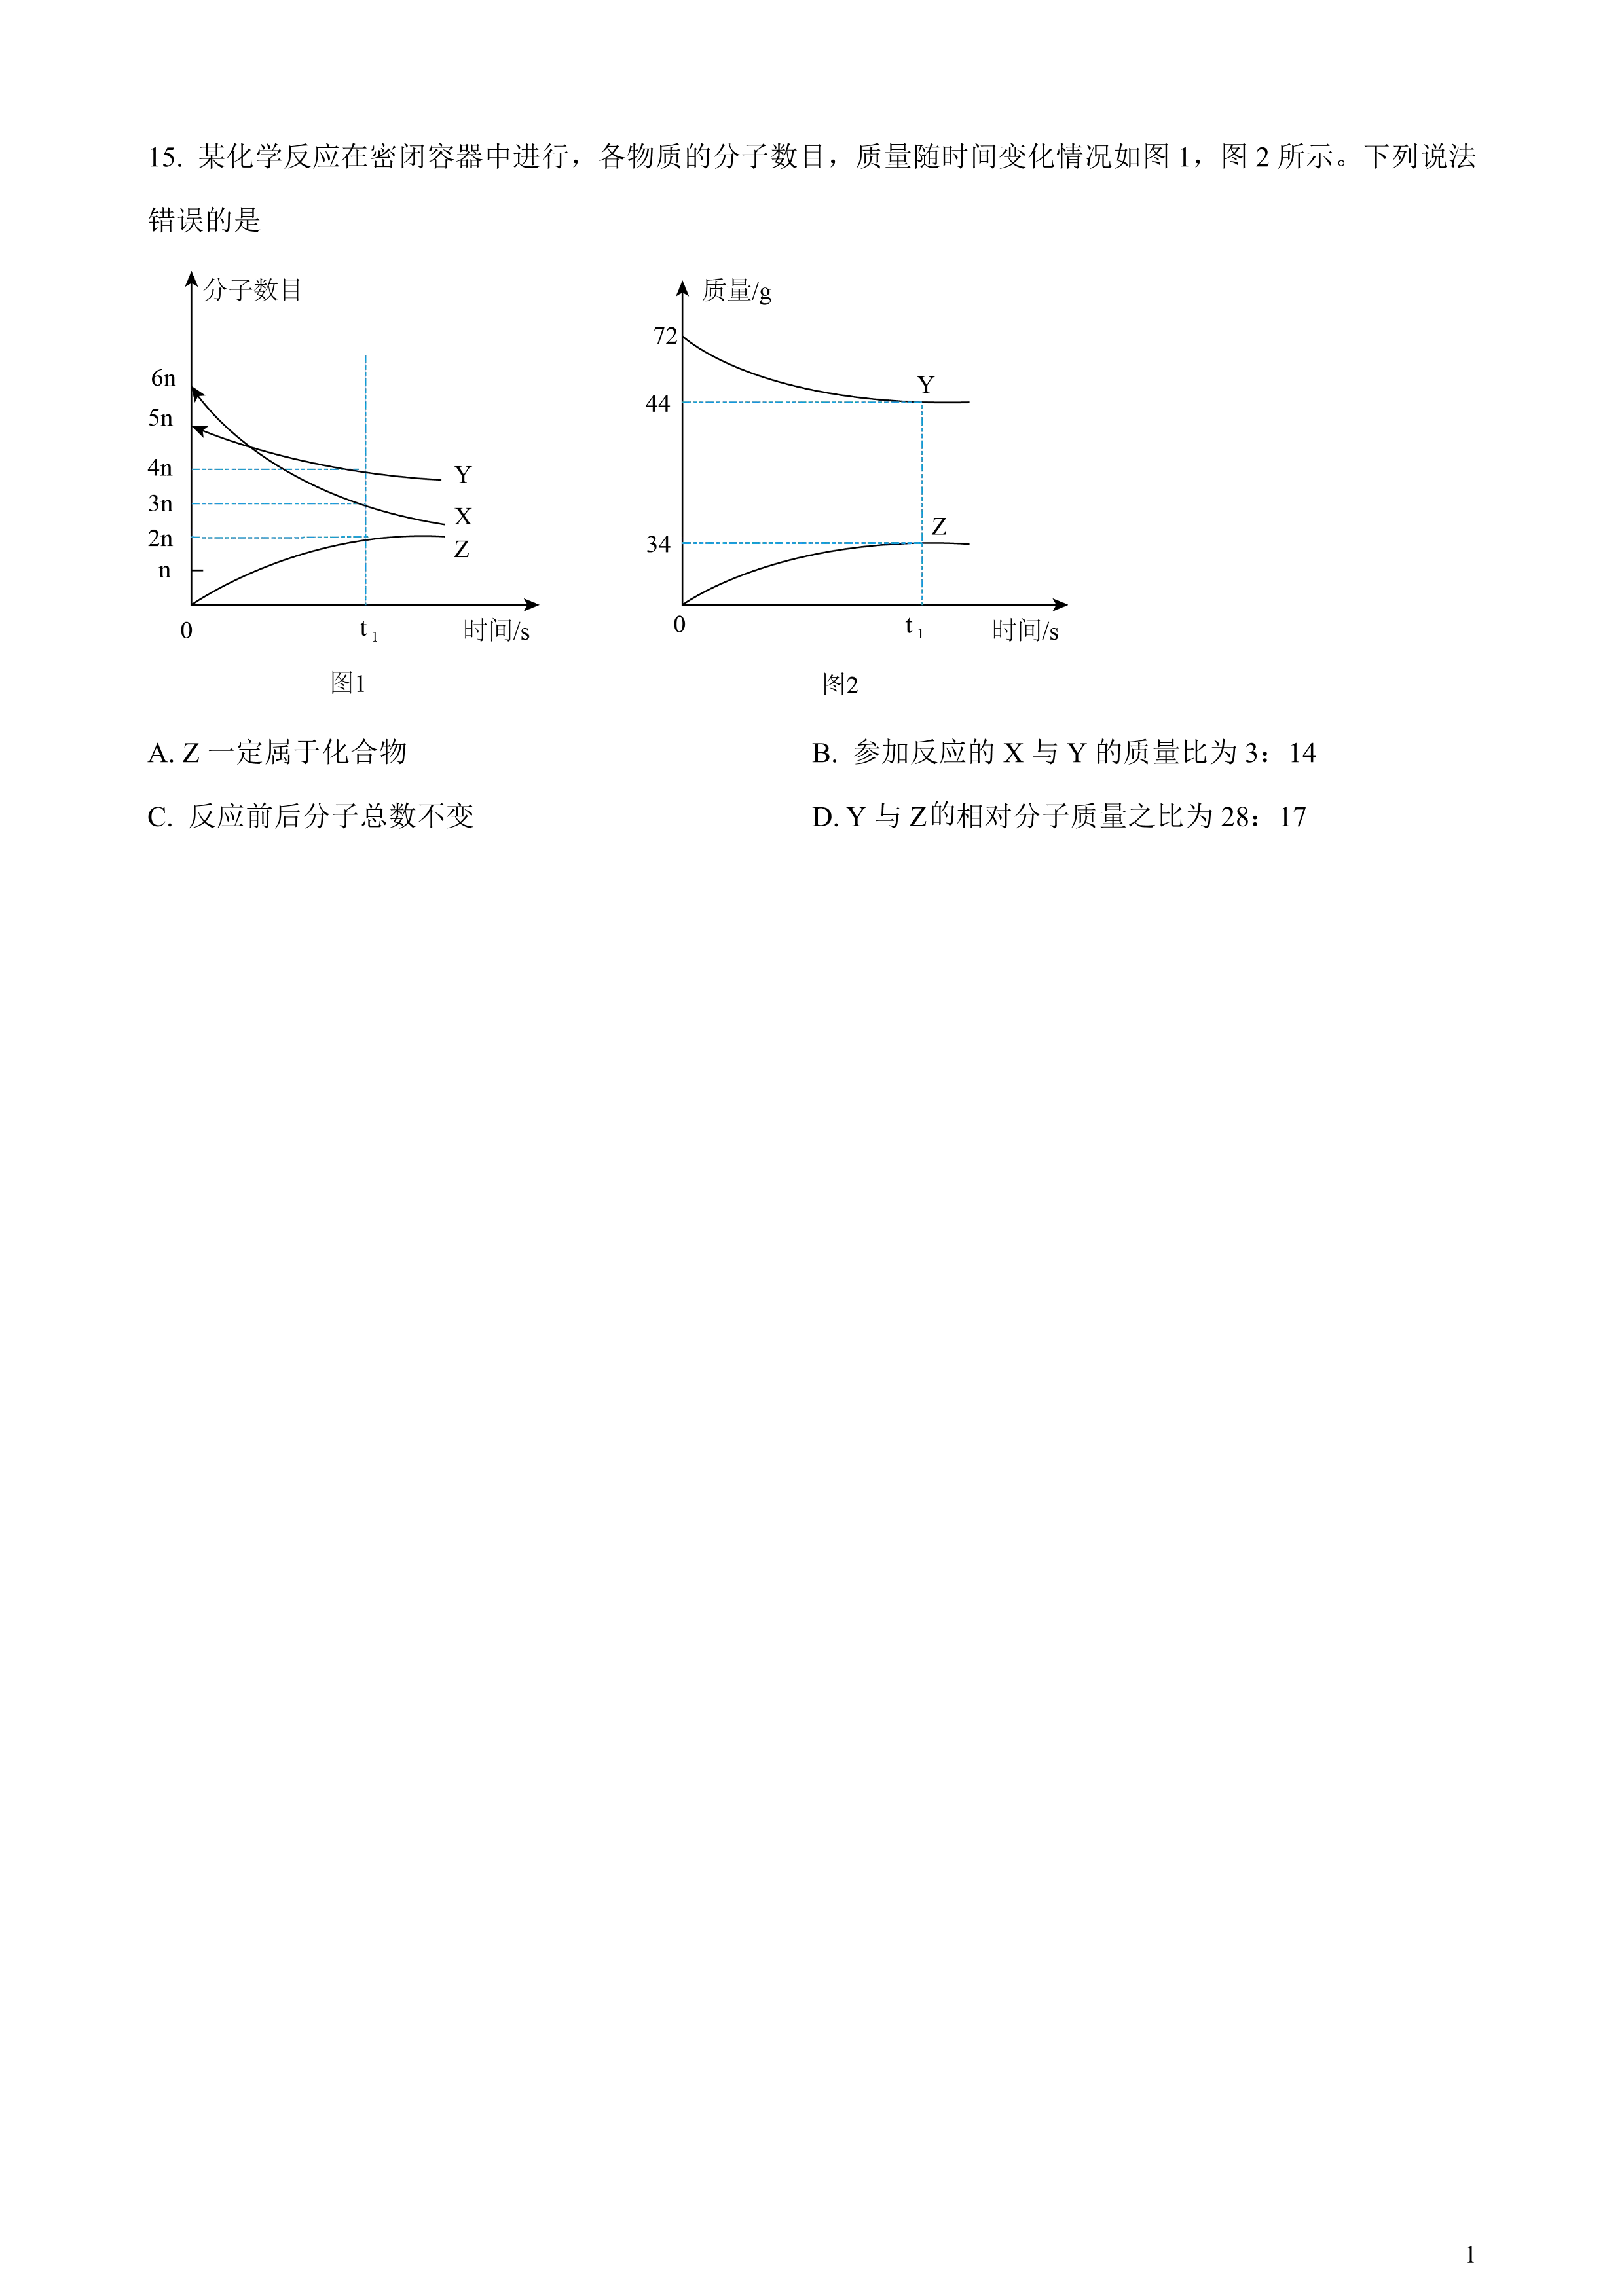 15. 某化学反应在密闭容器中进行，各物质的分子数目，质量随时间变化情况如图 1，图 2 所示。下列说法
错误的是
分子数目
6n
5n
4n
3n
2n
n
0
t1
时间/s
Y
X
Z
图1
质量/g
72
44
34
0
t1
时间/s
Y
Z
图2
A. Z 一定属于化合物
B. 参加反应的 X 与 Y 的质量比为 3：14
C. 反应前后分子总数不变
D. Y 与 Z的相对分子质量之比为 28：17
1